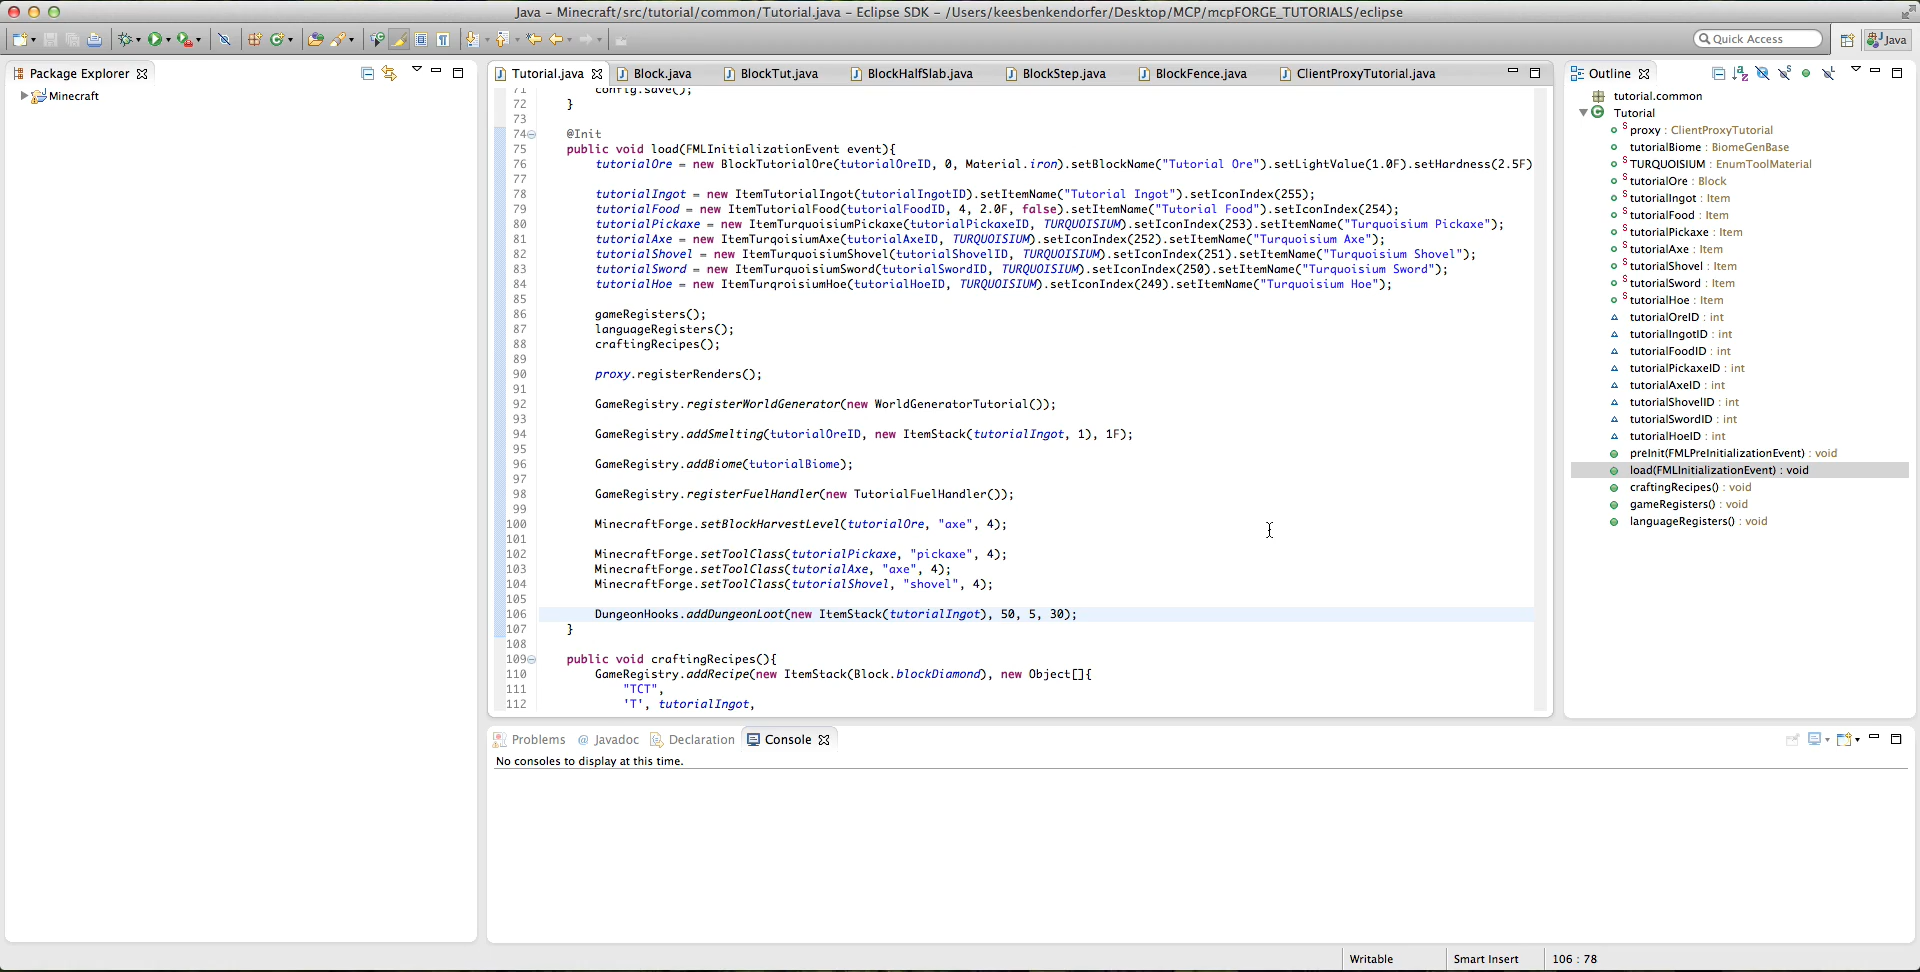 Java – Minecraft/src/tutorial/common/Tutorial.java – Eclipse SDK – /Users/keesbenkendorfer/Desktop/MCP/mcpFORGE_TUTORIALS/eclipse
Quick Access
Java
Package Explorer
Minecraft
Tutorial.java
Block.java
BlockTut.java
BlockHalfSlab.java
BlockStep.java
BlockFence.java
ClientProxyTutorial.java
71 config.save();
72 }
73
74 @Init
75 public void load(FMLInitializationEvent event){
76 tutorialOre = new BlockTutorialOre(tutorialOreID, 0, Material.iron).setBlockName("Tutorial Ore").setLightValue(1.0F).setHardness(2.5F)
77
78 tutorialIngot = new ItemTutorialIngot(tutorialIngotID).setItemName("Tutorial Ingot").setIconIndex(255);
79 tutorialFood = new ItemTutorialFood(tutorialFoodID, 4, 2.0F, false).setItemName("Tutorial Food").setIconIndex(254);
80 tutorialPickaxe = new ItemTurquoisiumPickaxe(tutorialPickaxeID, TURQUOISIUM).setIconIndex(253).setItemName("Turquoisium Pickaxe");
81 tutorialAxe = new ItemTurqoisiumAxe(tutorialAxeID, TURQUOISIUM).setIconIndex(252).setItemName("Turquoisium Axe");
82 tutorialShovel = new ItemTurquoisiumShovel(tutorialShovelID, TURQUOISIUM).setIconIndex(251).setItemName("Turquoisium Shovel");
83 tutorialSword = new ItemTurquoisiumSword(tutorialSwordID, TURQUOISIUM).setIconIndex(250).setItemName("Turquoisium Sword");
84 tutorialHoe = new ItemTurqroisiumHoe(tutorialHoeID, TURQUOISIUM).setIconIndex(249).setItemName("Turquoisium Hoe");
85
86 gameRegisters();
87 languageRegisters();
88 craftingRecipes();
89
90 proxy.registerRenders();
91
92 GameRegistry.registerWorldGenerator(new WorldGeneratorTutorial());
93
94 GameRegistry.addSmelting(tutorialOreID, new ItemStack(tutorialIngot, 1), 1F);
95
96 GameRegistry.addBiome(tutorialBiome);
97
98 GameRegistry.registerFuelHandler(new TutorialFuelHandler());
99
100 MinecraftForge.setBlockHarvestLevel(tutorialOre, "axe", 4);
101
102 MinecraftForge.setToolClass(tutorialPickaxe, "pickaxe", 4);
103 MinecraftForge.setToolClass(tutorialAxe, "axe", 4);
104 MinecraftForge.setToolClass(tutorialShovel, "shovel", 4);
105
106 DungeonHooks.addDungeonLoot(new ItemStack(tutorialIngot), 50, 5, 30);
107 }
108
109 public void craftingRecipes(){
110 GameRegistry.addRecipe(new ItemStack(Block.blockDiamond), new Object[]{
111 "TCT",
112 'T', tutorialIngot,
Outline
tutorial.common
Tutorial
proxy : ClientProxyTutorial
tutorialBiome : BiomeGenBase
TURQUOISIUM : EnumToolMaterial
tutorialOre : Block
tutorialIngot : Item
tutorialFood : Item
tutorialPickaxe : Item
tutorialAxe : Item
tutorialShovel : Item
tutorialSword : Item
tutorialHoe : Item
tutorialOreID : int
tutorialIngotID : int
tutorialFoodID : int
tutorialPickaxeID : int
tutorialAxeID : int
tutorialShovelID : int
tutorialSwordID : int
tutorialHoeID : int
preInit(FMLPreInitializationEvent) : void
load(FMLInitializationEvent) : void
craftingRecipes() : void
gameRegisters() : void
languageRegisters() : void
Problems
@ Javadoc
Declaration
Console
No consoles to display at this time.
Writable
Smart Insert
106 : 78